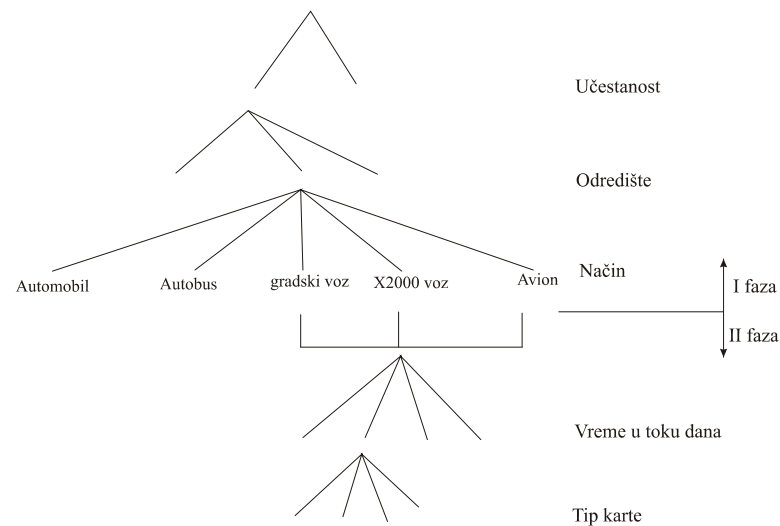 Učestanost
Odredište
Način
Automobil
Autobus
gradski voz
X2000 voz
Avion
I faza
II faza
Vreme u toku dana
Tip karte